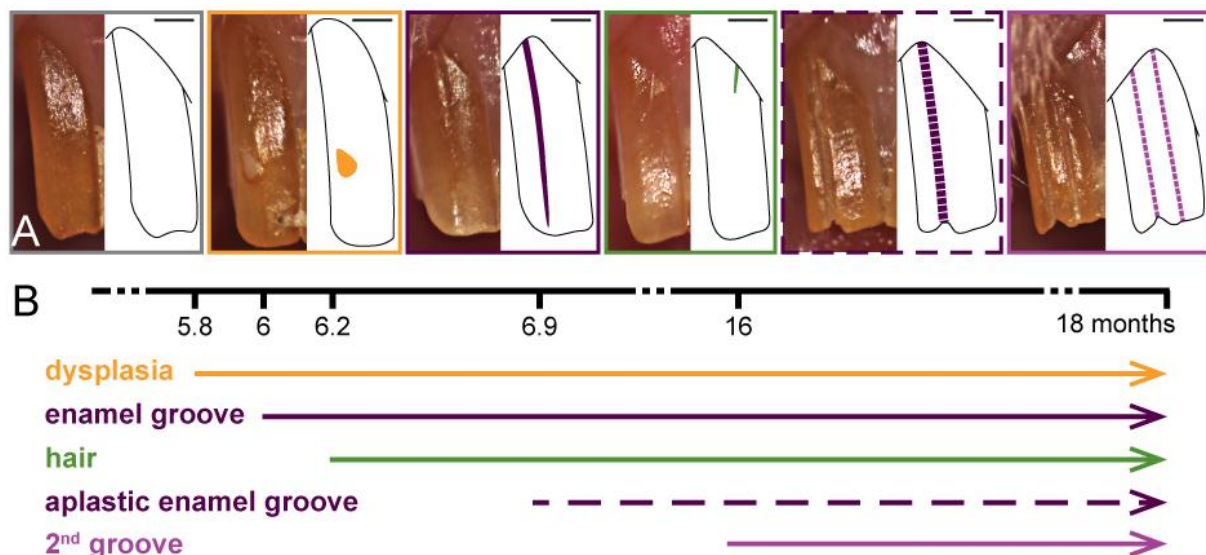 A
B
5.8
6
6.2
6.9
16
18 months
dysplasia
enamel groove
hair
aplastic enamel groove
2nd groove